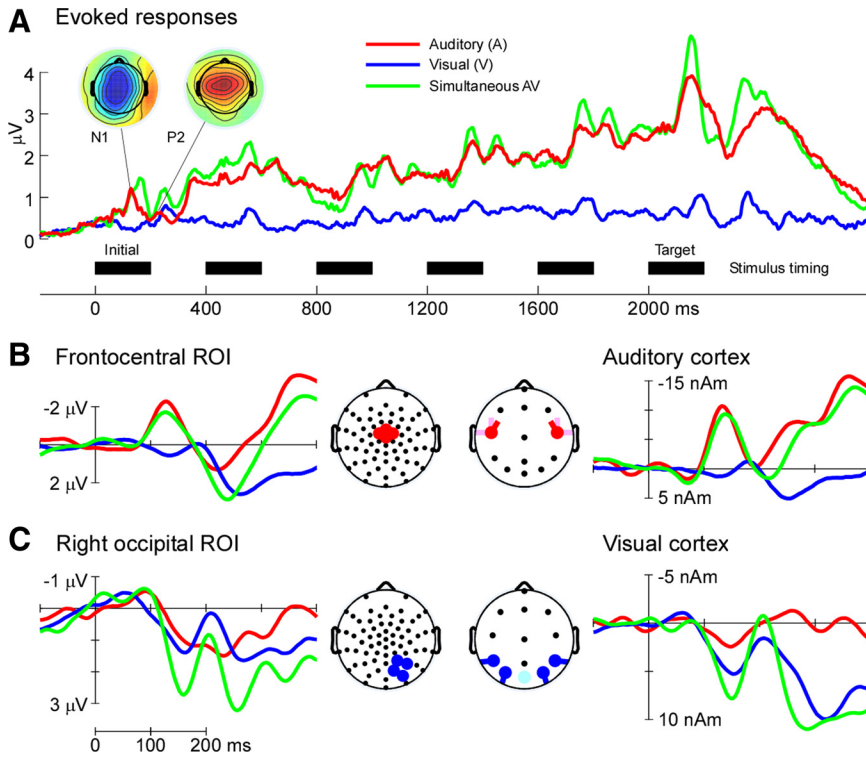 A Evoked responses
Auditory (A)
Visual (V)
Simultaneous AV
4
3
2
1
0
μV
N1 P2
Initial Target
Stimulus timing
0 400 800 1200 1600 2000 ms
B Frontocentral ROI Auditory cortex
-2 μV
2 μV
-15 nAm
5 nAm
C Right occipital ROI Visual cortex
-1 μV
3 μV
-5 nAm
10 nAm
0 100 200 ms